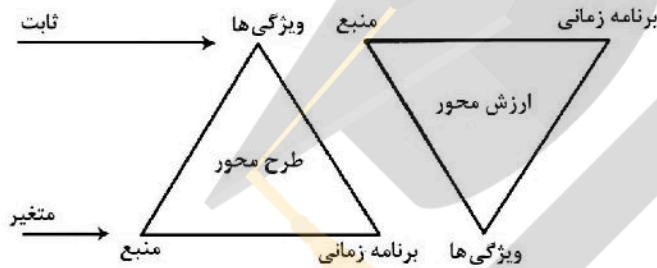 ثابت
ویژگی‌ها
منبع
برنامه زمانی
ارزش محور
طرح محور
متغیر
منبع
برنامه زمانی
ویژگی‌ها